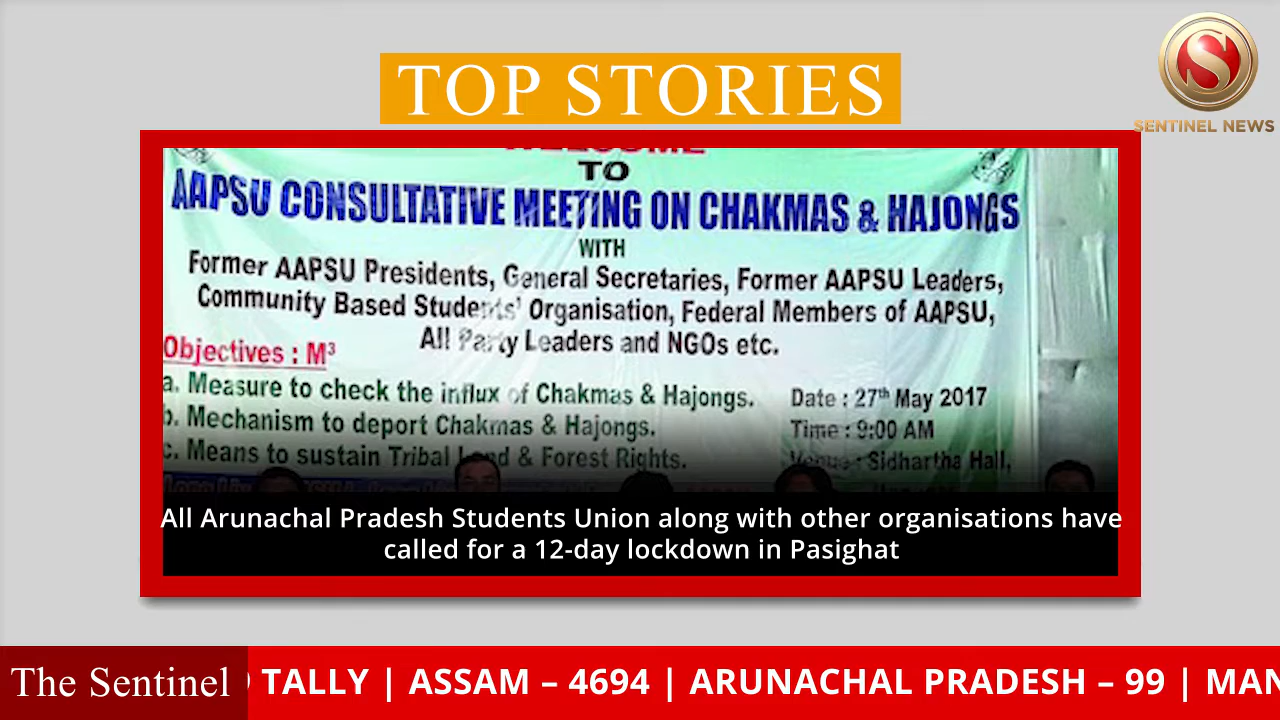 TOP STORIES
S
SENTINEL NEWS
WELCOME
TO
AAPSU CONSULTATIVE MEETING ON CHAKMAS & HAJONGS
WITH
Former AAPSU Presidents, General Secretaries, Former AAPSU Leaders,
Community Based Students' Organisation, Federal Members of AAPSU,
All Party Leaders and NGOs etc.
Objectives : M³
a. Measure to check the influx of Chakmas & Hajongs.
b. Mechanism to deport Chakmas & Hajongs.
c. Means to sustain Tribal Land & Forest Rights.
Date : 27th May 2017
Time : 9:00 AM
Venue : Sidhartha Hall,
All Arunachal Pradesh Students Union along with other organisations have
called for a 12-day lockdown in Pasighat
The Sentinel
TALLY | ASSAM – 4694 | ARUNACHAL PRADESH – 99 | MAN